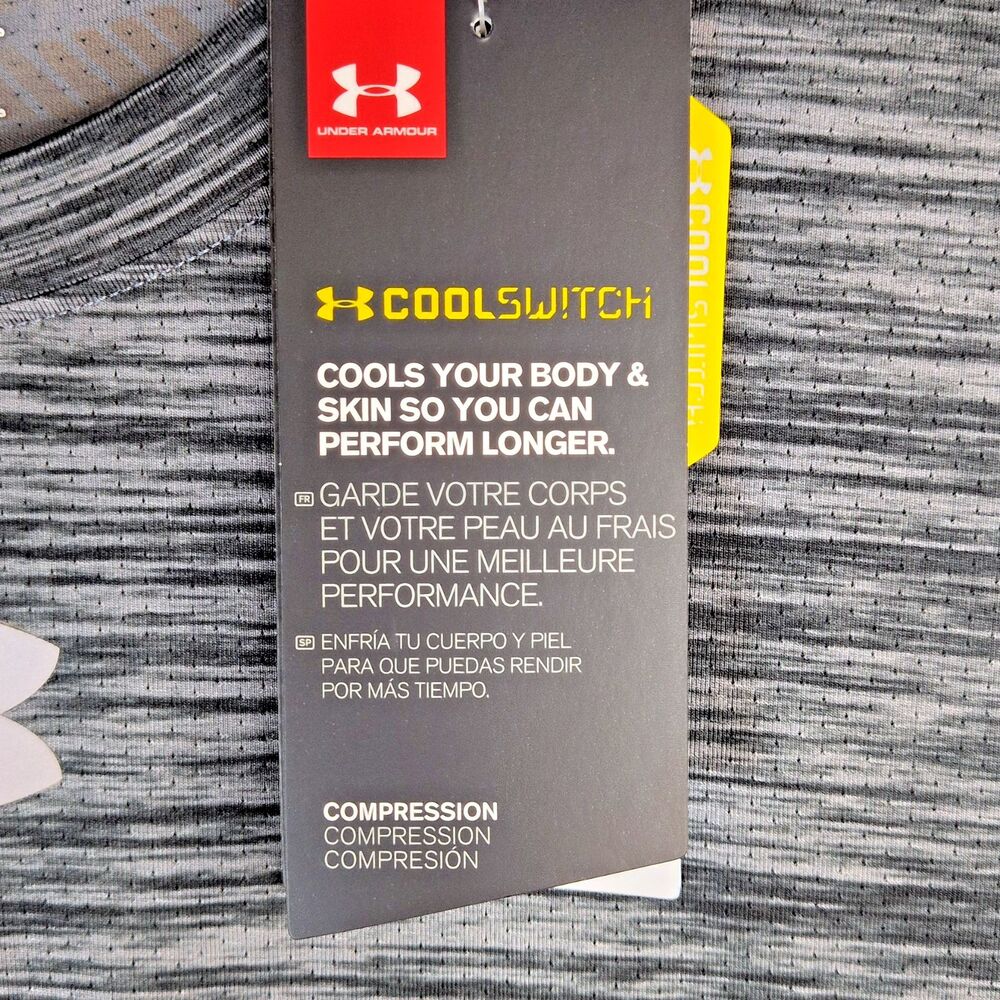 UNDER ARMOUR
COOLSWITCH
COOLS YOUR BODY &
SKIN SO YOU CAN
PERFORM LONGER.
FR GARDE VOTRE CORPS
ET VOTRE PEAU AU FRAIS
POUR UNE MEILLEURE
PERFORMANCE.
SP ENFRÍA TU CUERPO Y PIEL
PARA QUE PUEDAS RENDIR
POR MÁS TIEMPO.
COMPRESSION
COMPRESSION
COMPRESIÓN
COOLSWITCH